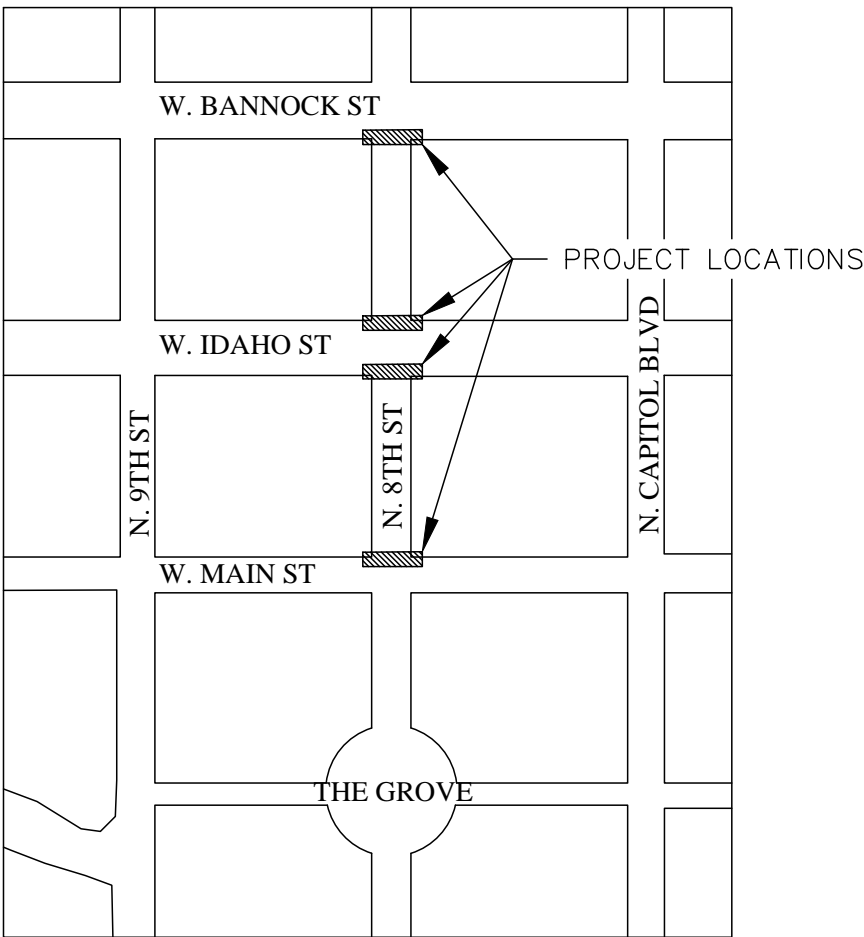 W. BANNOCK ST
PROJECT LOCATIONS
W. IDAHO ST
N. CAPITOL BLVD
N. 9TH ST
N. 8TH ST
W. MAIN ST
THE GROVE